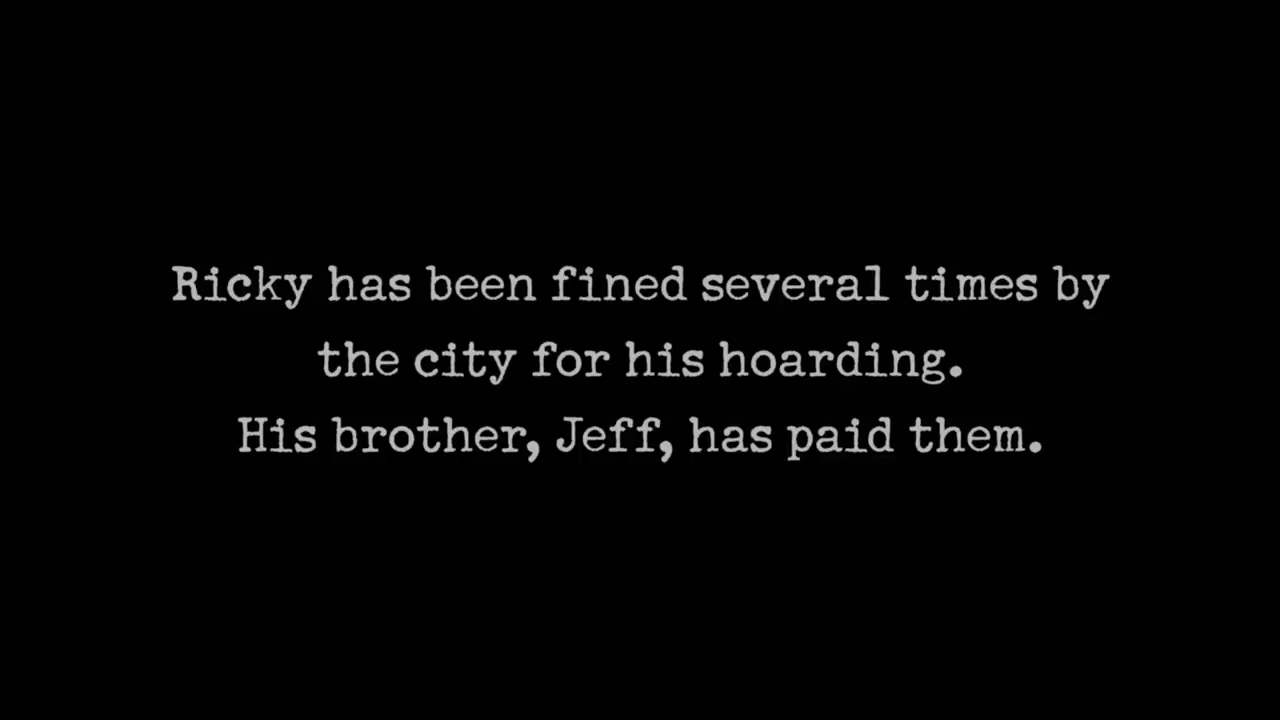 Ricky has been fined several times by
the city for his hoarding.
His brother, Jeff, has paid them.